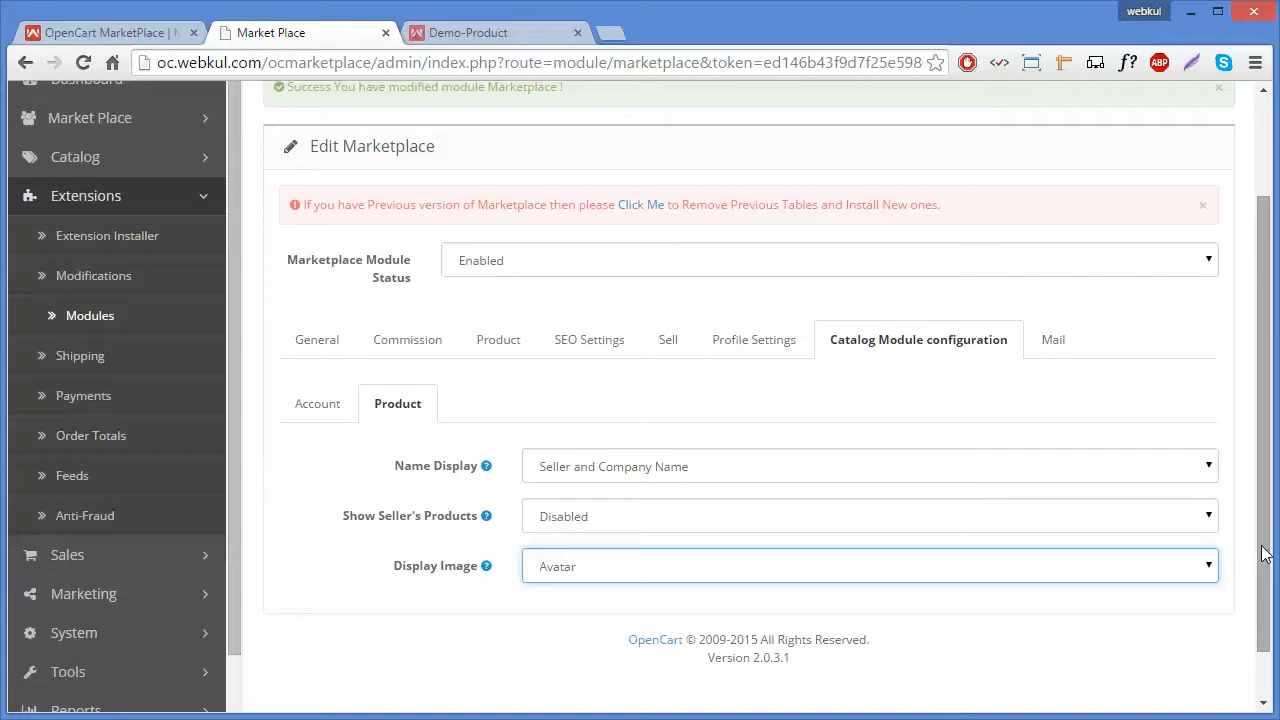 webkul
OpenCart MarketPlace | M
Market Place
Demo-Product
oc.webkul.com/ocmarketplace/admin/index.php?route=module/marketplace&token=ed146b43f9d7f25e598
f?
ABP
Dashboard
Market Place
Catalog
Extensions
Extension Installer
Modifications
Modules
Shipping
Payments
Order Totals
Feeds
Anti-Fraud
Sales
Marketing
System
Tools
Reports
Success You have modified module Marketplace !
×
Edit Marketplace
If you have Previous version of Marketplace then please Click Me to Remove Previous Tables and Install New ones.
×
Marketplace Module
Status
Enabled
General
Commission
Product
SEO Settings
Sell
Profile Settings
Catalog Module configuration
Mail
Account
Product
Name Display
Seller and Company Name
Show Seller's Products
Disabled
Display Image
Avatar
OpenCart © 2009-2015 All Rights Reserved.
Version 2.0.3.1